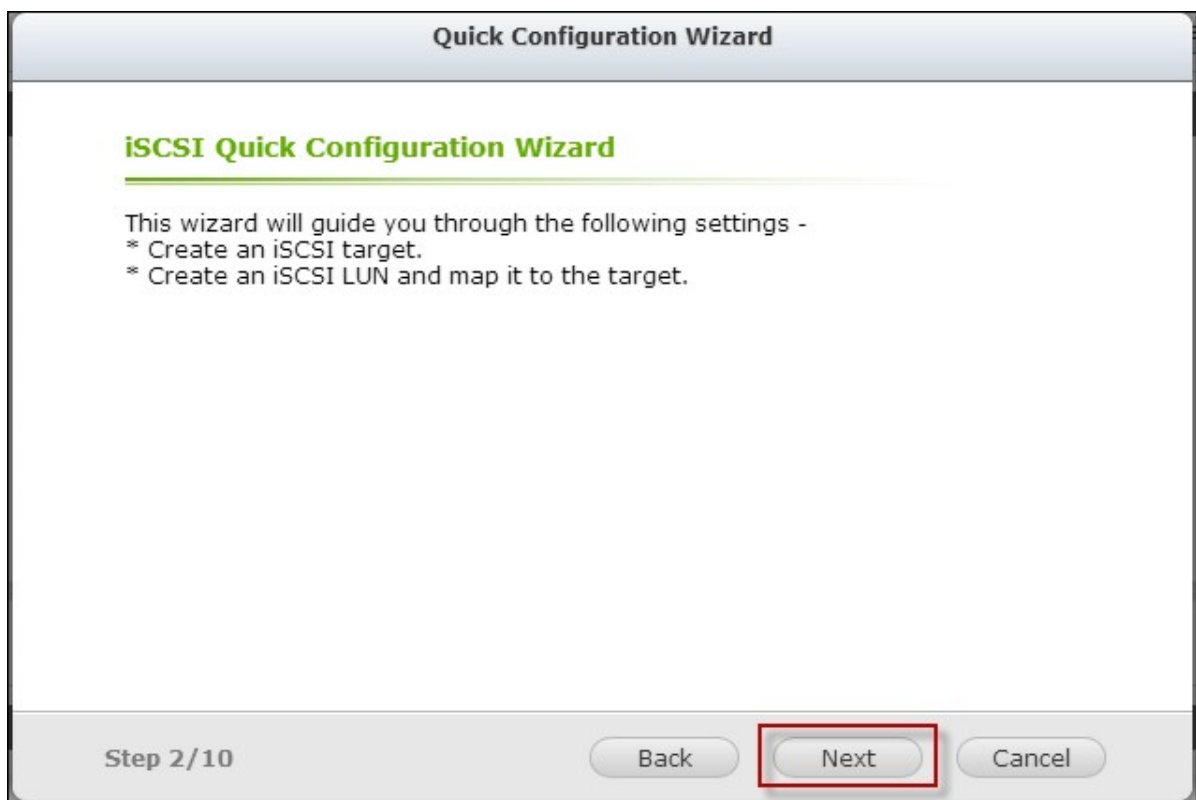 Quick Configuration Wizard
iSCSI Quick Configuration Wizard
This wizard will guide you through the following settings -
* Create an iSCSI target.
* Create an iSCSI LUN and map it to the target.
Step 2/10
Back
Next
Cancel